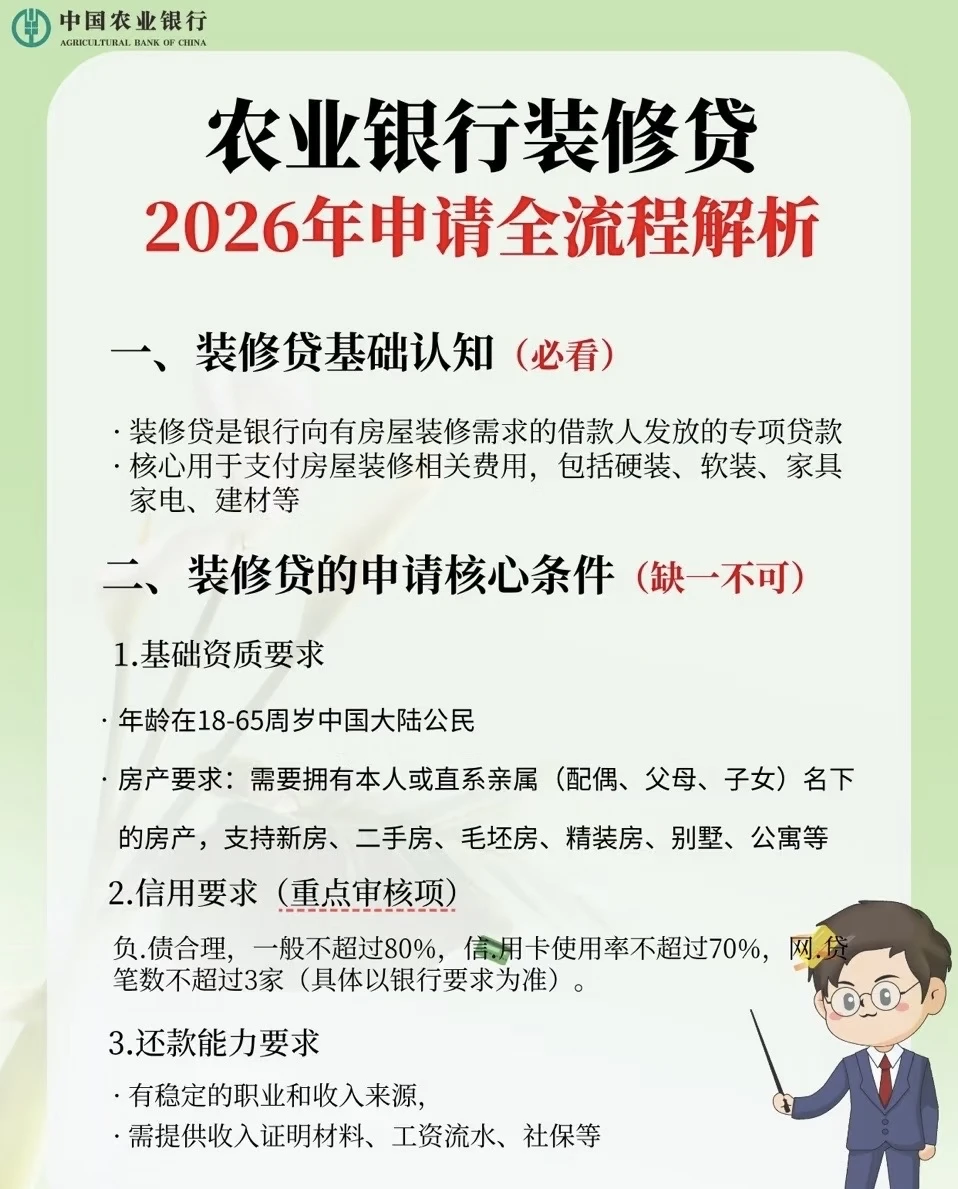 中国农业银行
AGRICULTURAL BANK OF CHINA
农业银行装修贷
2026年申请全流程解析
一、装修贷基础认知（必看）
· 装修贷是银行向有房屋装修需求的借款人发放的专项贷款
· 核心用于支付房屋装修相关费用，包括硬装、软装、家具
家电、建材等
二、装修贷的申请核心条件（缺一不可）
1.基础资质要求
· 年龄在18-65周岁中国大陆公民
· 房产要求：需要拥有本人或直系亲属（配偶、父母、子女）名下
的房产，支持新房、二手房、毛坯房、精装房、别墅、公寓等
2.信用要求（重点审核项）
负.债合理，一般不超过80%，信.用卡使用率不超过70%，网.贷
笔数不超过3家（具体以银行要求为准）。
3.还款能力要求
· 有稳定的职业和收入来源，
· 需提供收入证明材料、工资流水、社保等